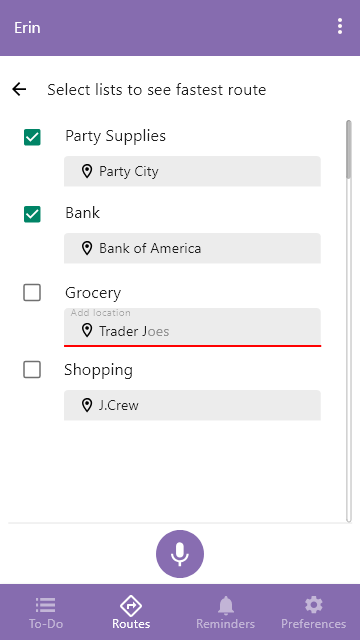 Erin
Select lists to see fastest route
Party Supplies
Party City
Bank
Bank of America
Grocery
Add location
Trader Joes
Shopping
J.Crew
To-Do
Routes
Reminders
Preferences